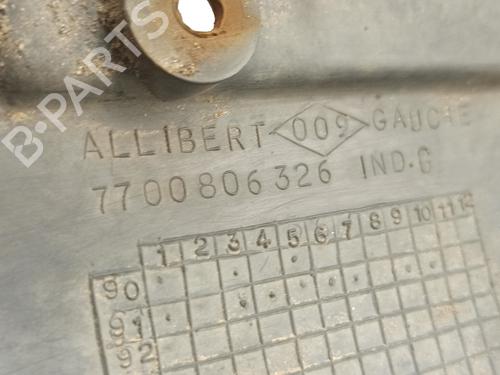 B-PARTS
ALLIBERT 009 GAUCHE
7700806326 IND.G
1 2 3 4 5 6 7 8 9 10 11 12
90
91
92